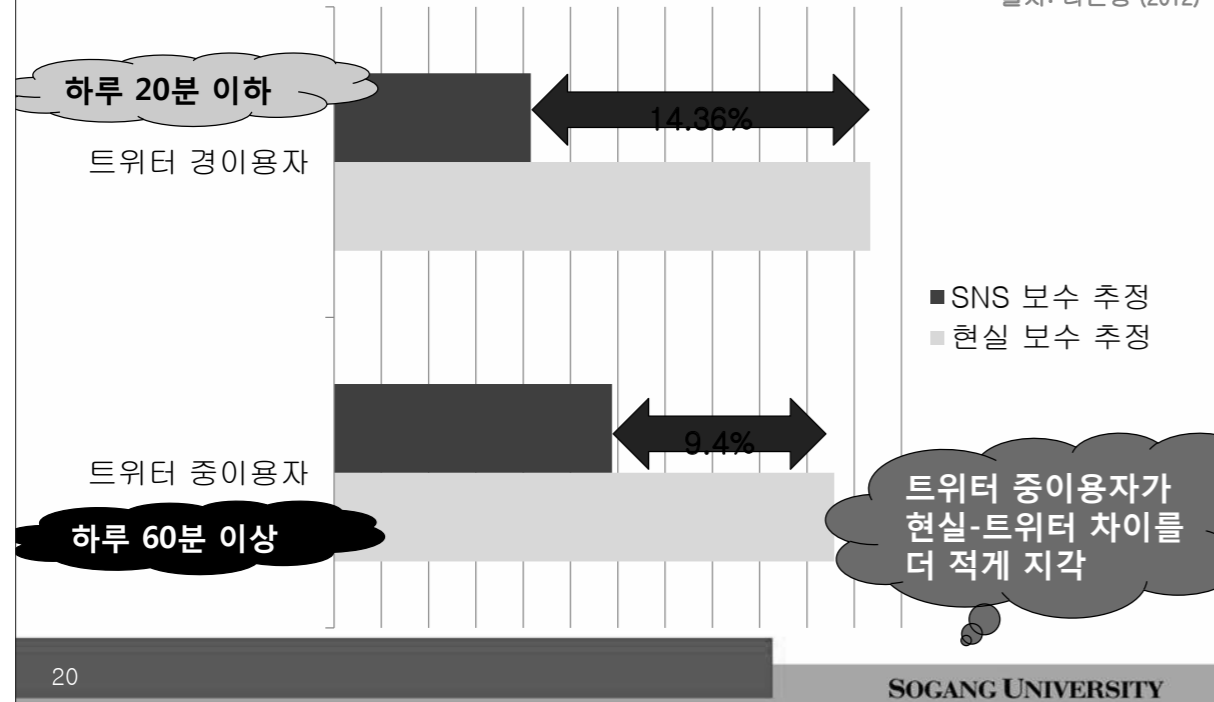 (2012)
하루 20분 이하
14.36%
트위터 경이용자
SNS 보수 추정
현실 보수 추정
9.4%
트위터 중이용자
하루 60분 이상
트위터 중이용자가
현실-트위터 차이를
더 적게 지각
20
SOGANG UNIVERSITY